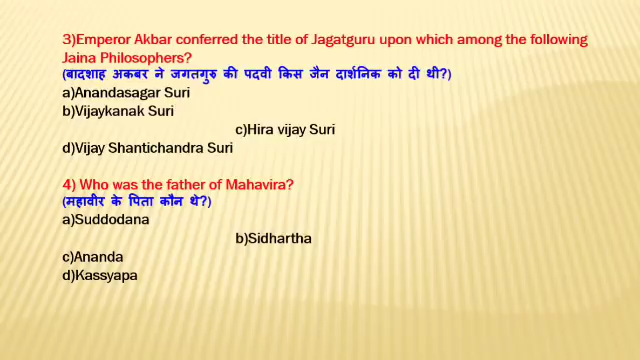 3)Emperor Akbar conferred the title of Jagatguru upon which among the following
Jaina Philosophers?
(बादशाह अकबर ने जगतगुरु की पदवी किस जैन दार्शनिक को दी थी?)
a)Anandasagar Suri
b)Vijaykanak Suri
c)Hira vijay Suri
d)Vijay Shantichandra Suri
4) Who was the father of Mahavira?
(महावीर के पिता कौन थे?)
a)Suddodana
b)Sidhartha
c)Ananda
d)Kassyapa